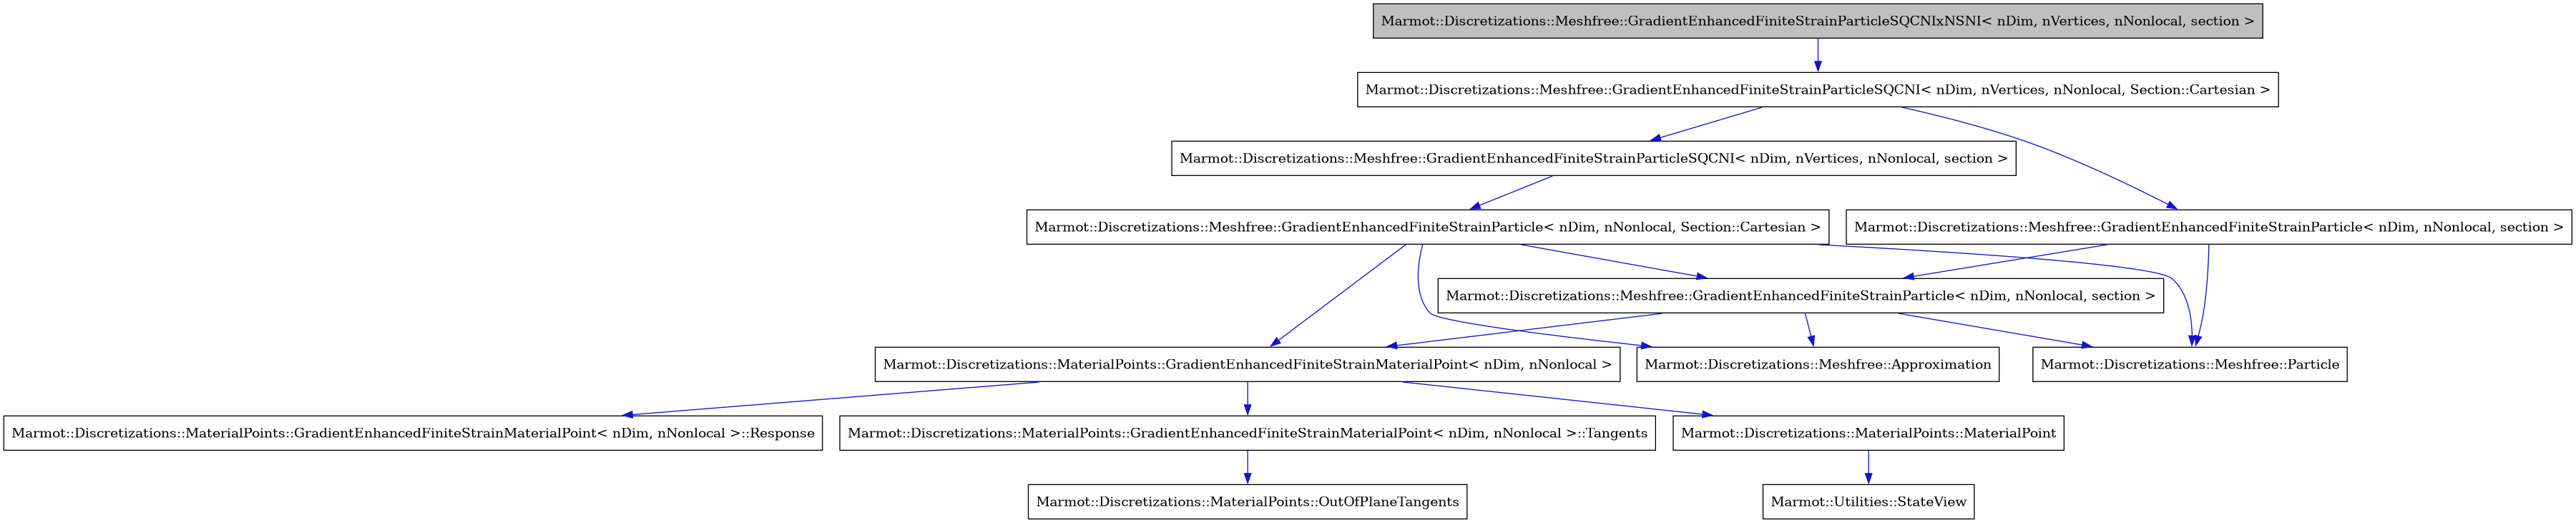 Marmot::Discretizations::Meshfree::GradientEnhancedFiniteStrainParticleSQCNIxNSNI< nDim, nVertices, nNonlocal, section >
Marmot::Discretizations::Meshfree::GradientEnhancedFiniteStrainParticleSQCNI< nDim, nVertices, nNonlocal, Section::Cartesian >
Marmot::Discretizations::Meshfree::GradientEnhancedFiniteStrainParticleSQCNI< nDim, nVertices, nNonlocal, section >
Marmot::Discretizations::Meshfree::GradientEnhancedFiniteStrainParticle< nDim, nNonlocal, Section::Cartesian >
Marmot::Discretizations::Meshfree::GradientEnhancedFiniteStrainParticle< nDim, nNonlocal, section >
Marmot::Discretizations::Meshfree::GradientEnhancedFiniteStrainParticle< nDim, nNonlocal, section >
Marmot::Discretizations::MaterialPoints::GradientEnhancedFiniteStrainMaterialPoint< nDim, nNonlocal >
Marmot::Discretizations::Meshfree::Approximation
Marmot::Discretizations::Meshfree::Particle
Marmot::Discretizations::MaterialPoints::GradientEnhancedFiniteStrainMaterialPoint< nDim, nNonlocal >::Response
Marmot::Discretizations::MaterialPoints::GradientEnhancedFiniteStrainMaterialPoint< nDim, nNonlocal >::Tangents
Marmot::Discretizations::MaterialPoints::MaterialPoint
Marmot::Discretizations::MaterialPoints::OutOfPlaneTangents
Marmot::Utilities::StateView